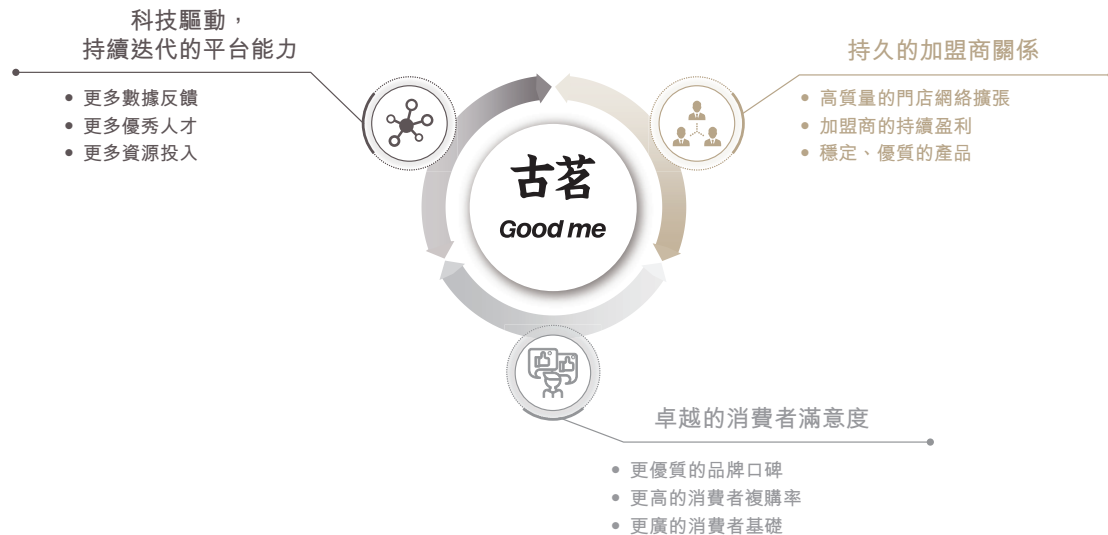 科技驅動，
持續迭代的平台能力
更多數據反饋
更多優秀人才
更多資源投入
持久的加盟商關係
高質量的門店網絡擴張
加盟商的持續盈利
穩定、優質的產品
古茗
Good me
卓越的消費者滿意度
更優質的品牌口碑
更高的消費者複購率
更廣的消費者基礎